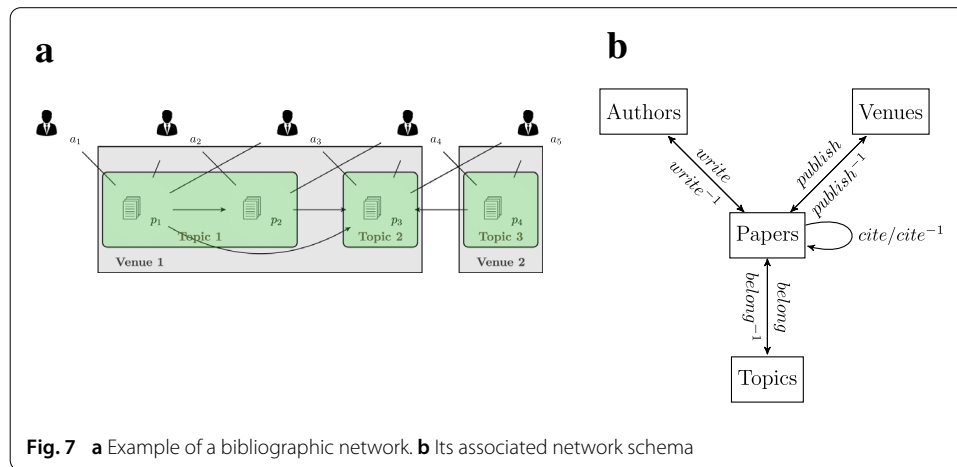 a
b
a₁
a₂
a₃
a₄
a₅
p₁
p₂
p₃
p₄
Topic 1
Topic 2
Topic 3
Venue 1
Venue 2
Authors
Venues
write
write⁻¹
publish
publish⁻¹
Papers
cite/cite⁻¹
belong⁻¹
belong
Topics
Fig. 7 a Example of a bibliographic network. b Its associated network schema